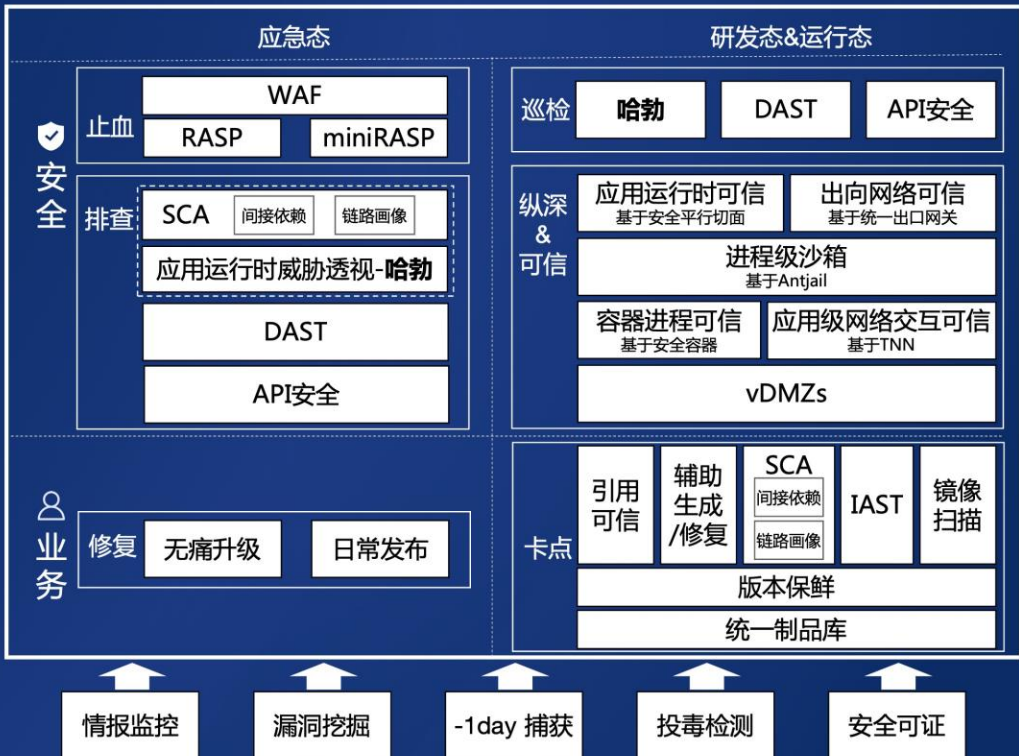 应急态
研发态&运行态
安全
止血
WAF
RASP
miniRASP
排查
SCA
间接依赖
链路画像
应用运行时威胁透视-哈勃
DAST
API安全
巡检
哈勃
DAST
API安全
纵深
&
可信
应用运行时可信
基于安全平行切面
出向网络可信
基于统一出口网关
进程级沙箱
基于Antjail
容器进程可信
基于安全容器
应用级网络交互可信
基于TNN
vDMZs
业务
修复
无痛升级
日常发布
卡点
引用
可信
辅助
生成
/修复
SCA
间接依赖
链路画像
IAST
镜像
扫描
版本保鲜
统一制品库
情报监控
漏洞挖掘
-1day 捕获
投毒检测
安全可证